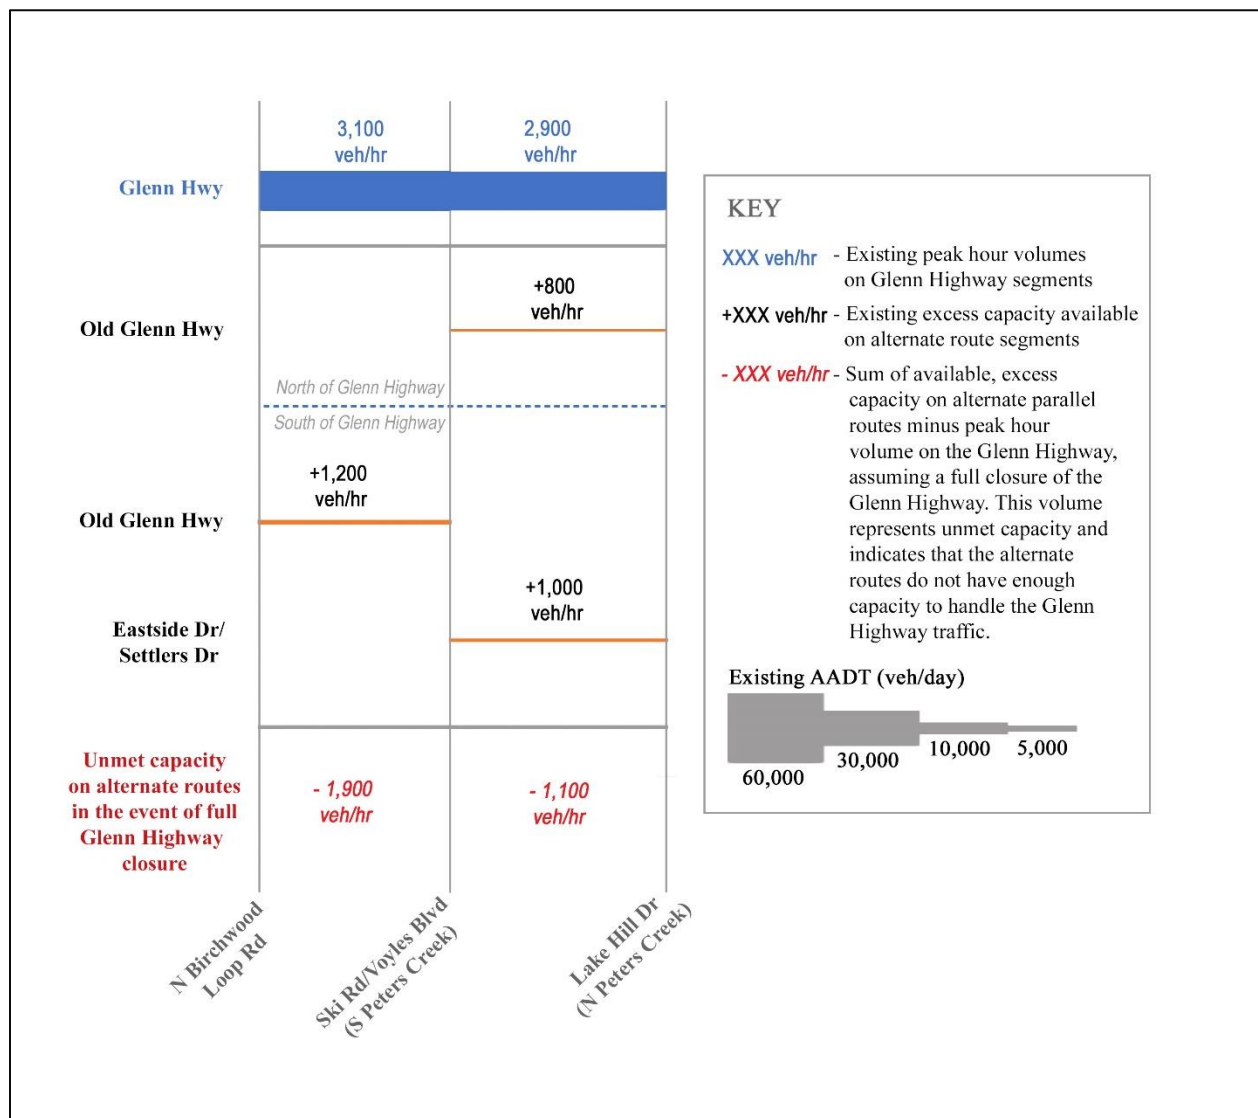 3,100
veh/hr
2,900
veh/hr
Glenn Hwy
+800
veh/hr
Old Glenn Hwy
North of Glenn Highway
South of Glenn Highway
+1,200
veh/hr
Old Glenn Hwy
+1,000
veh/hr
Eastside Dr/
Settlers Dr
Unmet capacity
on alternate routes
in the event of full
Glenn Highway
closure
- 1,900
veh/hr
- 1,100
veh/hr
N Birchwood
Loop Rd
Ski Rd/Voyles Blvd
(S Peters Creek)
Lake Hill Dr
(N Peters Creek)
KEY
XXX veh/hr - Existing peak hour volumes
on Glenn Highway segments
+XXX veh/hr - Existing excess capacity available
on alternate route segments
- XXX veh/hr - Sum of available, excess
capacity on alternate parallel
routes minus peak hour
volume on the Glenn Highway,
assuming a full closure of the
Glenn Highway. This volume
represents unmet capacity and
indicates that the alternate
routes do not have enough
capacity to handle the Glenn
Highway traffic.
Existing AADT (veh/day)
60,000
30,000
10,000
5,000